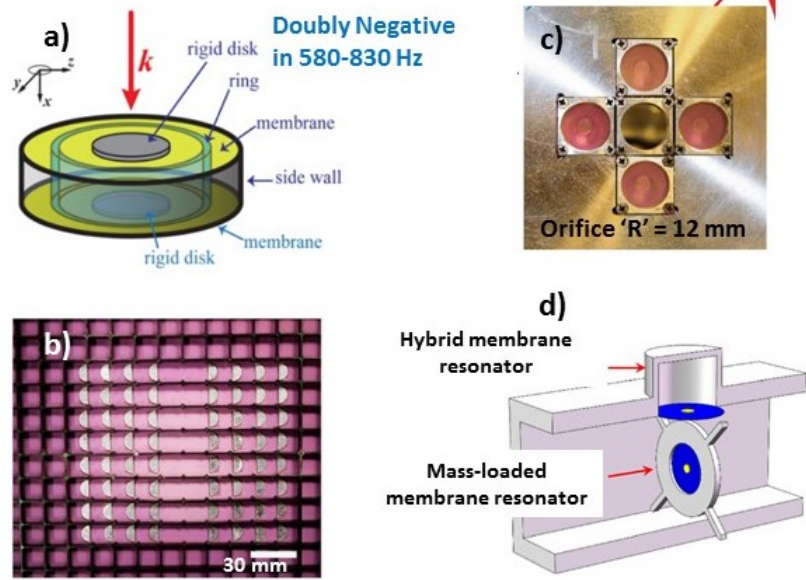 a)
Doubly Negative
in 580-830 Hz
k
rigid disk
ring
membrane
side wall
membrane
rigid disk
x
y
z
c)
Orifice ‘R’ = 12 mm
b)
30 mm
d)
Hybrid membrane
resonator
Mass-loaded
membrane resonator